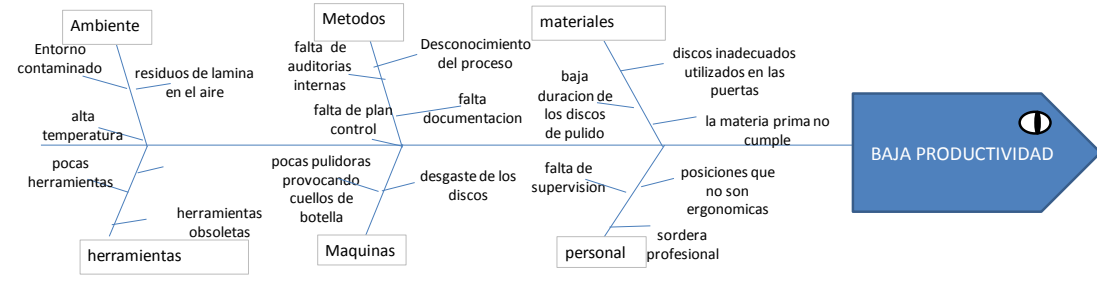 Ambiente
Metodos
materiales
Entorno
contaminado
residuos de lamina
en el aire
alta
temperatura
falta de
auditorias
internas
Desconocimiento
del proceso
falta de plan
control
falta
documentacion
discos inadecuados
utilizados en las
puertas
baja
duracion de
los discos
de pulido
la materia prima no
cumple
BAJA PRODUCTIVIDAD
pocas
herramientas
herramientas
obsoletas
herramientas
pocas pulidoras
provocando
cuellos de
botella
desgaste de los
discos
Maquinas
falta de
supervision
posiciones que
no son
ergonomicas
sordera
profesional
personal